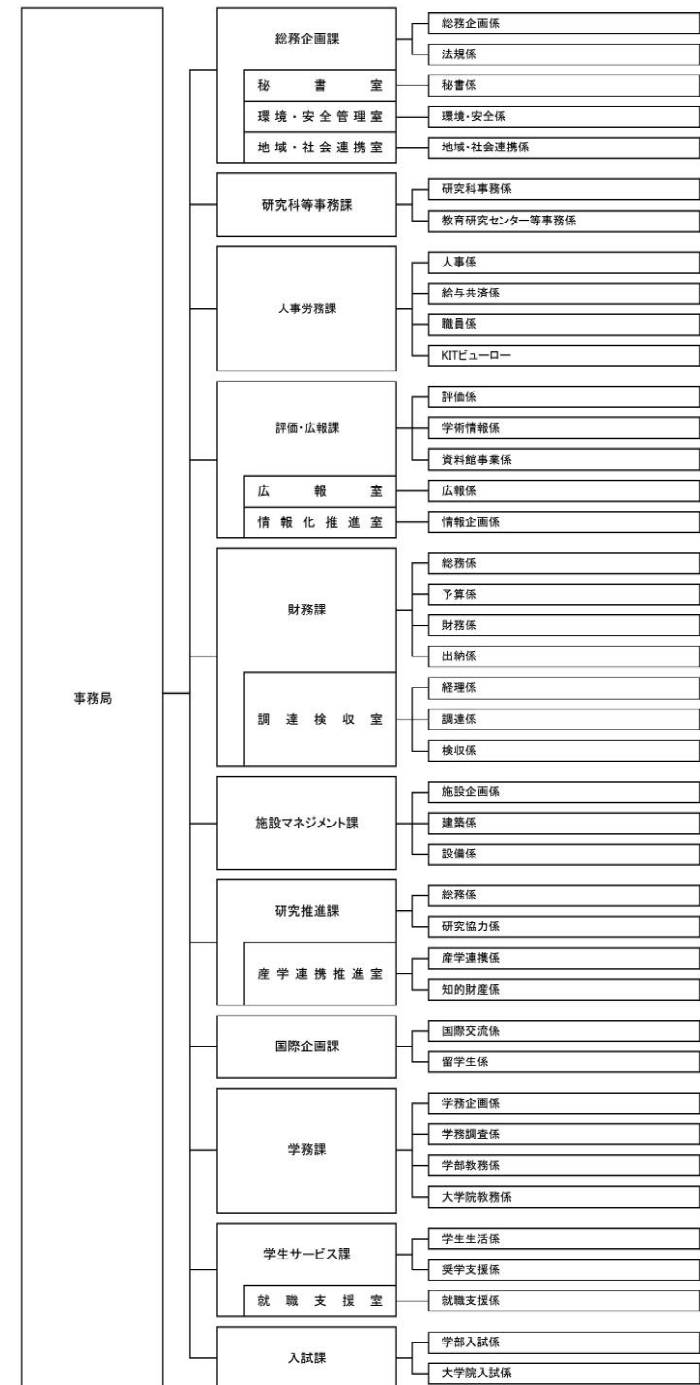 事務局
総務企画課
総務企画係
法規係
秘書室
秘書係
環境・安全管理室
環境・安全係
地域・社会連携室
地域・社会連携係
研究科等事務課
研究科事務係
教育研究センター等事務係
人事労務課
人事係
給与共済係
職員係
KITビューロー
評価・広報課
評価係
学術情報係
資料館事業係
広報室
広報係
情報化推進室
情報企画係
財務課
総務係
予算係
財務係
出納係
調達検収室
経理係
調達係
検収係
施設マネジメント課
施設企画係
建築係
設備係
研究推進課
総務係
研究協力係
産学連携推進室
産学連携係
知的財産係
国際企画課
国際交流係
留学生係
学務課
学務企画係
学務調査係
学部教務係
大学院教務係
学生サービス課
学生生活係
奨学支援係
就職支援室
就職支援係
入試課
学部入試係
大学院入試係